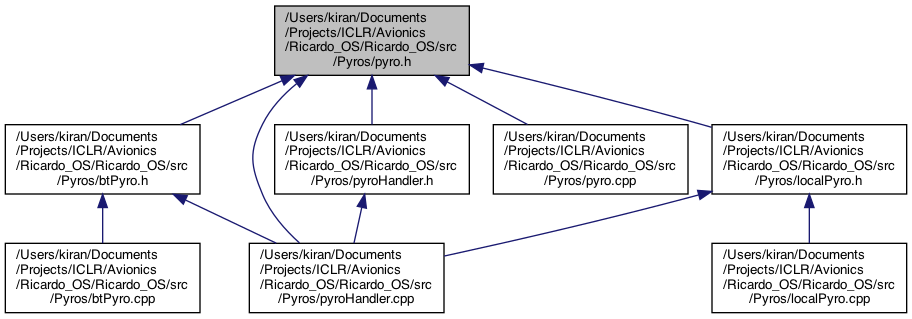 /Users/kiran/Documents
/Projects/ICLR/Avionics
/Ricardo_OS/Ricardo_OS/src
/Pyros/pyro.h
/Users/kiran/Documents
/Projects/ICLR/Avionics
/Ricardo_OS/Ricardo_OS/src
/Pyros/btPyro.h
/Users/kiran/Documents
/Projects/ICLR/Avionics
/Ricardo_OS/Ricardo_OS/src
/Pyros/pyroHandler.h
/Users/kiran/Documents
/Projects/ICLR/Avionics
/Ricardo_OS/Ricardo_OS/src
/Pyros/pyro.cpp
/Users/kiran/Documents
/Projects/ICLR/Avionics
/Ricardo_OS/Ricardo_OS/src
/Pyros/localPyro.h
/Users/kiran/Documents
/Projects/ICLR/Avionics
/Ricardo_OS/Ricardo_OS/src
/Pyros/btPyro.cpp
/Users/kiran/Documents
/Projects/ICLR/Avionics
/Ricardo_OS/Ricardo_OS/src
/Pyros/pyroHandler.cpp
/Users/kiran/Documents
/Projects/ICLR/Avionics
/Ricardo_OS/Ricardo_OS/src
/Pyros/localPyro.cpp